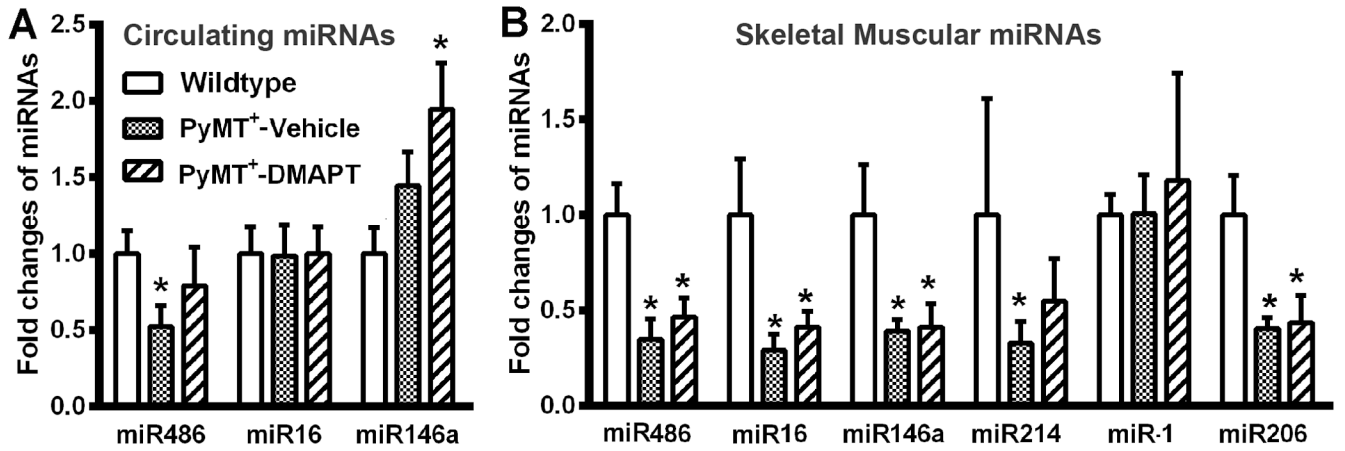 A
Circulating miRNAs
Fold changes of miRNAs
2.5
2.0
1.5
1.0
0.5
0.0
Wildtype
PyMT+-Vehicle
PyMT+-DMAPT
*
*
miR486 miR16 miR146a
B
Skeletal Muscular miRNAs
Fold changes of miRNAs
2.0
1.5
1.0
0.5
0.0
* * * * * * * * *
miR486 miR16 miR146a miR214 miR-1 miR206